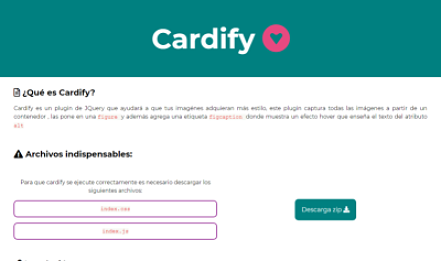 Cardify
¿Qué es Cardify?
Cardify es un plugin de JQuery que ayudará a que tus imagénes adquieran más estilo, este plugin captura todas las imágenes a partir de un
contenedor , las pone en una figure y además agrega una etiqueta figcaption donde muestra un efecto hover que enseña el texto del atributo
alt
Archivos indispensables:
Para que cardify se ejecute correctamente es necesario descargar los
siguientes archivos:
index.css
index.js
Descarga zip